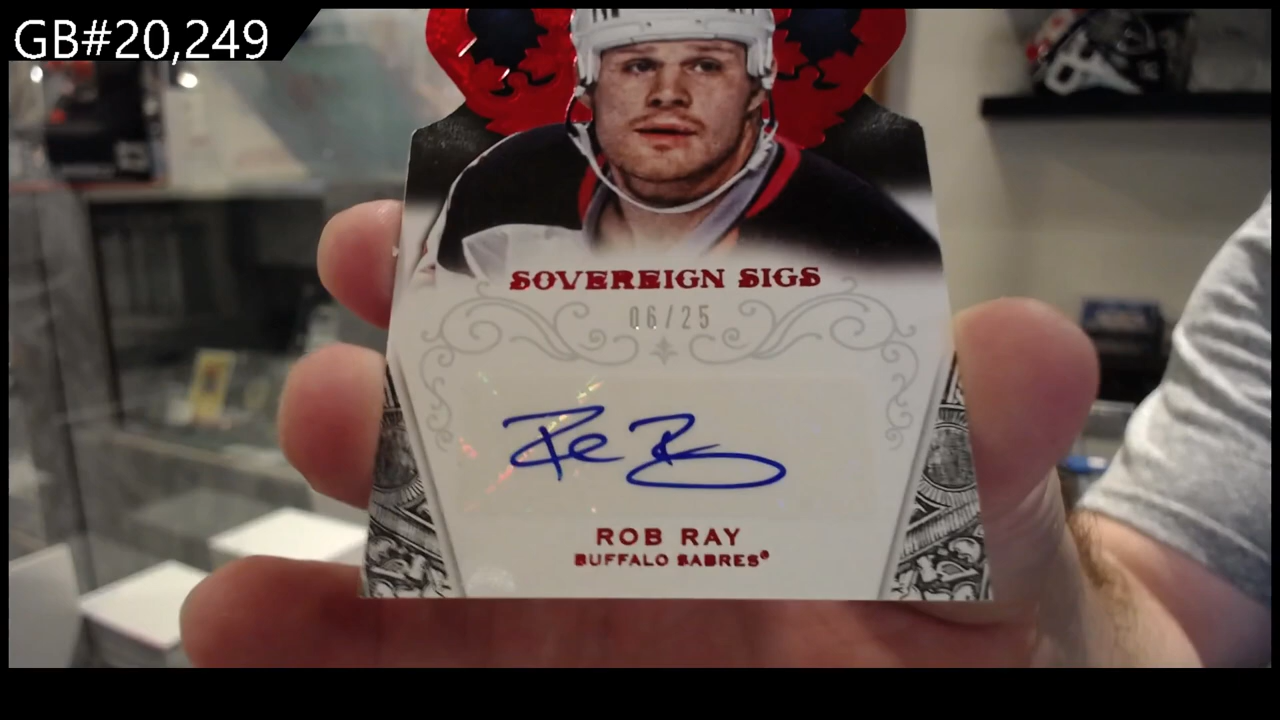 GB#20,249
SOVEREIGN SIGS
06/25
ROB RAY
BUFFALO SABRES®